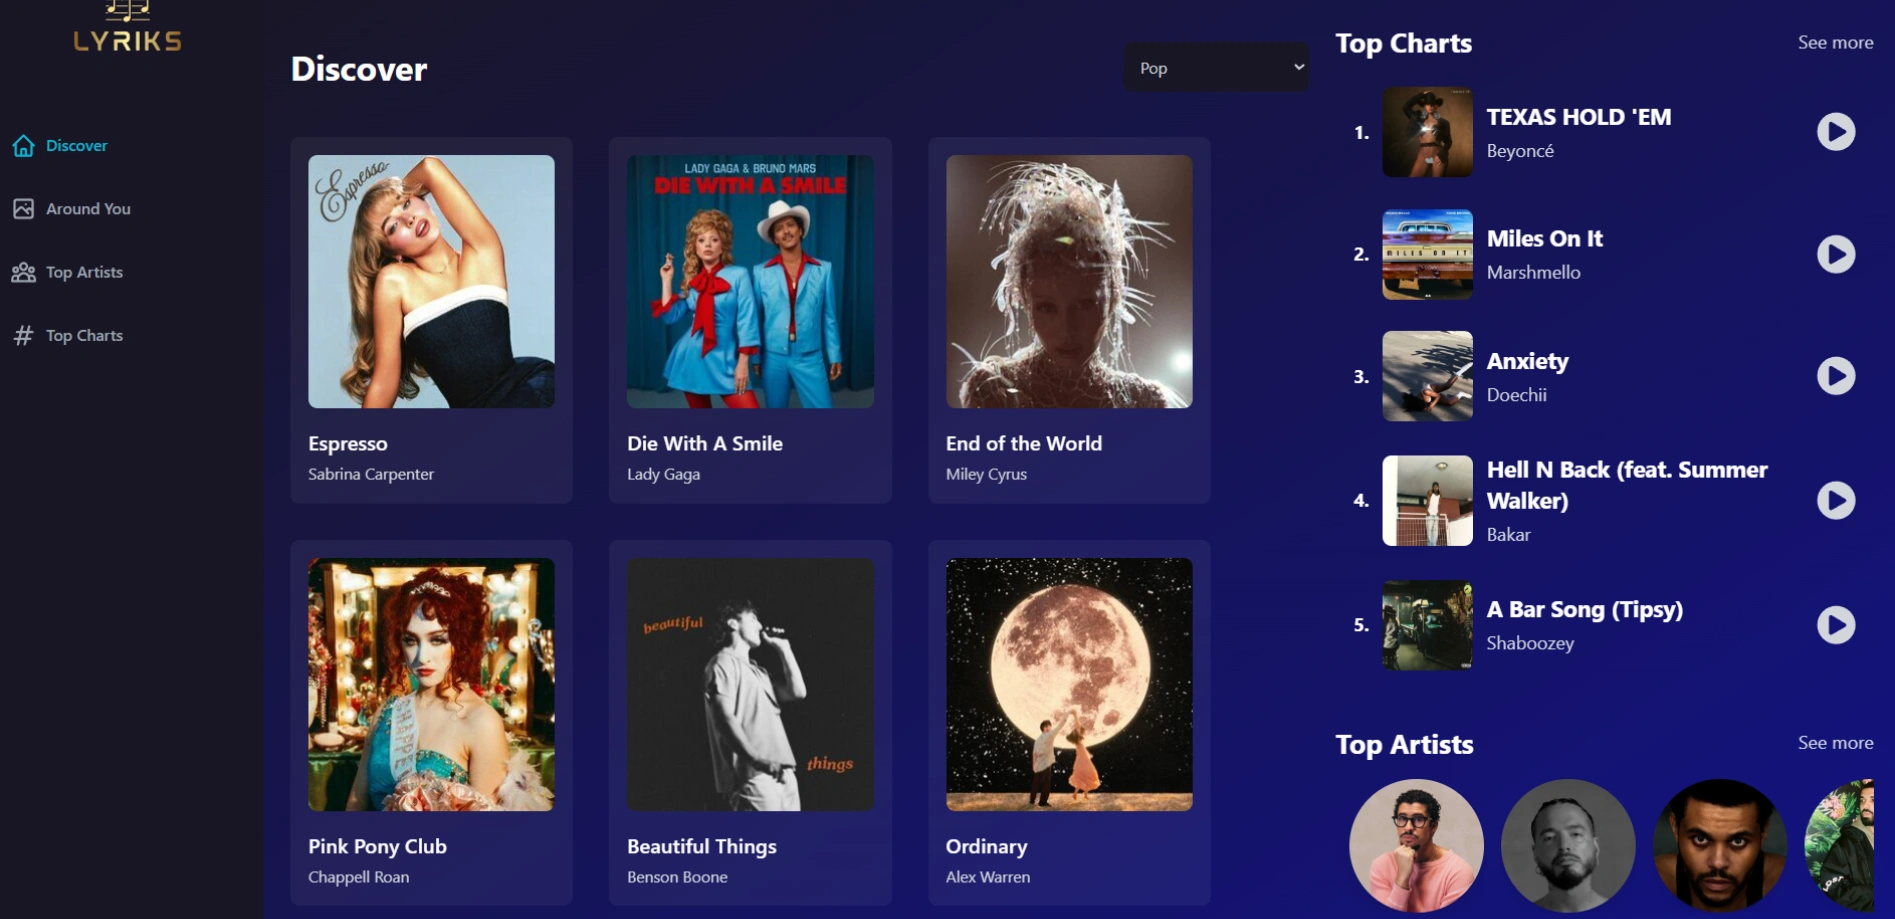 LYRIKS
Discover
Around You
Top Artists
Top Charts
Discover
Pop
Espresso
Espresso
Sabrina Carpenter
LADY GAGA & BRUNO MARS
DIE WITH A SMILE
Die With A Smile
Lady Gaga
End of the World
Miley Cyrus
Pink Pony Club
Chappell Roan
beautiful
things
Beautiful Things
Benson Boone
Ordinary
Alex Warren
Top Charts
See more
1.
TEXAS HOLD 'EM
Beyoncé
2.
MILES ON IT
Miles On It
Marshmello
3.
Anxiety
Doechii
4.
Hell N Back (feat. Summer
Walker)
Bakar
5.
A Bar Song (Tipsy)
Shaboozey
Top Artists
See more